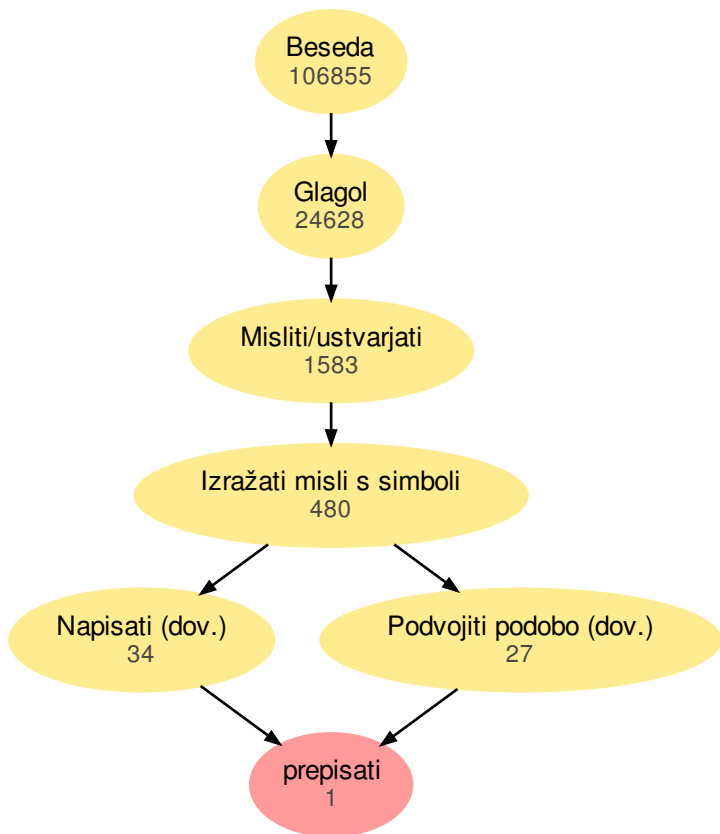 Beseda
106855
Glagol
24628
Misliti/ustvarjati
1583
Izražati misli s simboli
480
Napisati (dov.)
34
Podvojiti podobo (dov.)
27
prepisati
1